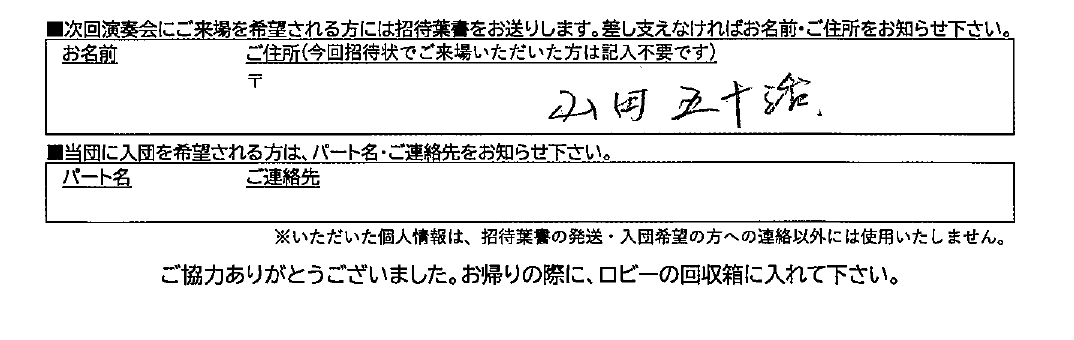 ■次回演奏会にご来場を希望される方には招待葉書をお送りします。差し支えなければお名前・ご住所をお知らせ下さい。
お名前 ご住所(今回招待状でご来場いただいた方は記入不要です)
〒
山田 五十治.
■当団に入団を希望される方は、パート名・ご連絡先をお知らせ下さい。
パート名 ご連絡先
※いただいた個人情報は、招待葉書の発送・入団希望の方への連絡以外には使用いたしません。
ご協力ありがとうございました。お帰りの際に、ロビーの回収箱に入れて下さい。